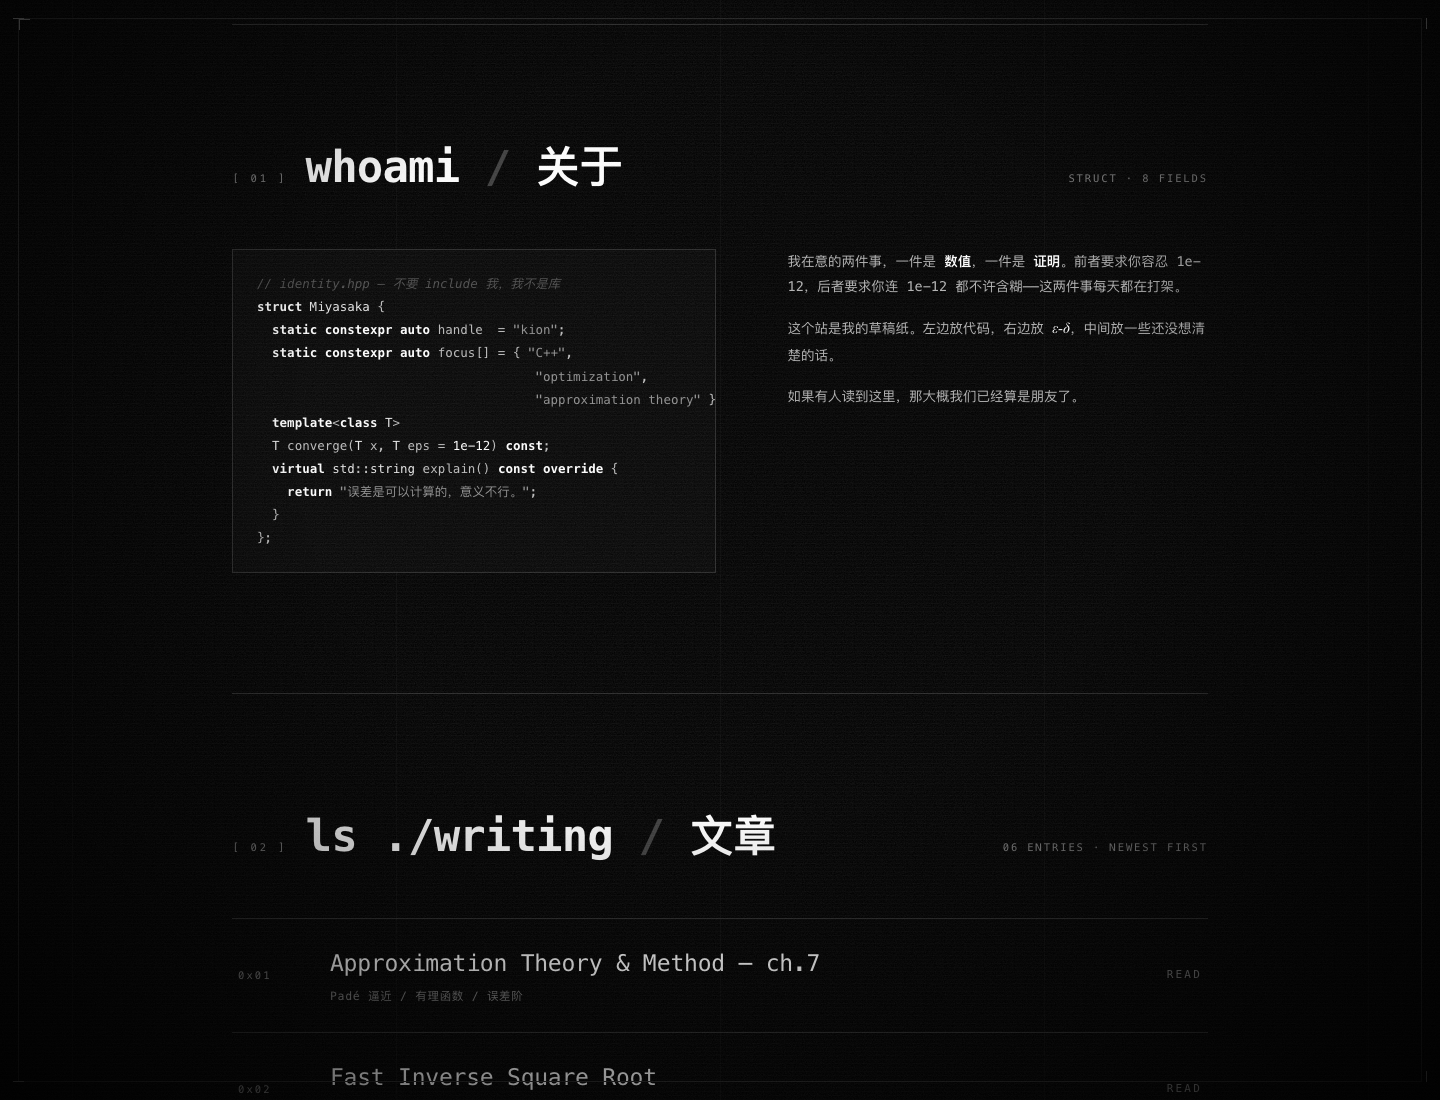 [ 01 ] whoami / 关于
STRUCT · 8 FIELDS
// identity.hpp — 不要 include 我，我不是库
struct Miyasaka {
  static constexpr auto handle  = "kion";
  static constexpr auto focus[] = { "C++",
                                    "optimization",
                                    "approximation theory" }
  template<class T>
  T converge(T x, T eps = 1e-12) const;
  virtual std::string explain() const override {
    return "误差是可以计算的，意义不行。";
  }
};
我在意的两件事，一件是 数值，一件是 证明。前者要求你容忍 1e-
12，后者要求你连 1e-12 都不许含糊——这两件事每天都在打架。
这个站是我的草稿纸。左边放代码，右边放 ε-δ，中间放一些还没想清
楚的话。
如果有人读到这里，那大概我们已经算是朋友了。
[ 02 ] ls ./writing / 文章
06 ENTRIES · NEWEST FIRST
0x01
Approximation Theory & Method — ch.7
Padé 逼近 / 有理函数 / 误差阶
READ
0x02
Fast Inverse Square Root
READ